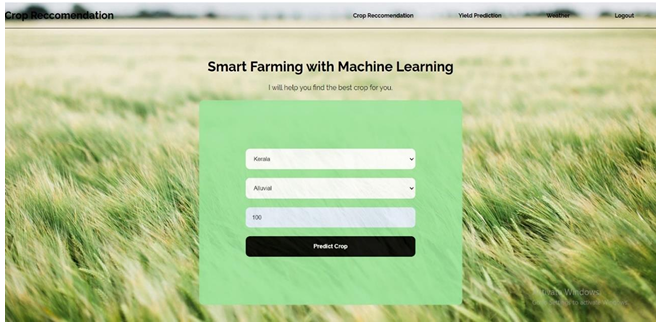 Crop Reccomendation
Crop Reccomendation Yield Prediction Weather Logout
Smart Farming with Machine Learning
I will help you find the best crop for you.
Kerala
Alluvial
100
Predict Crop
Activate Windows